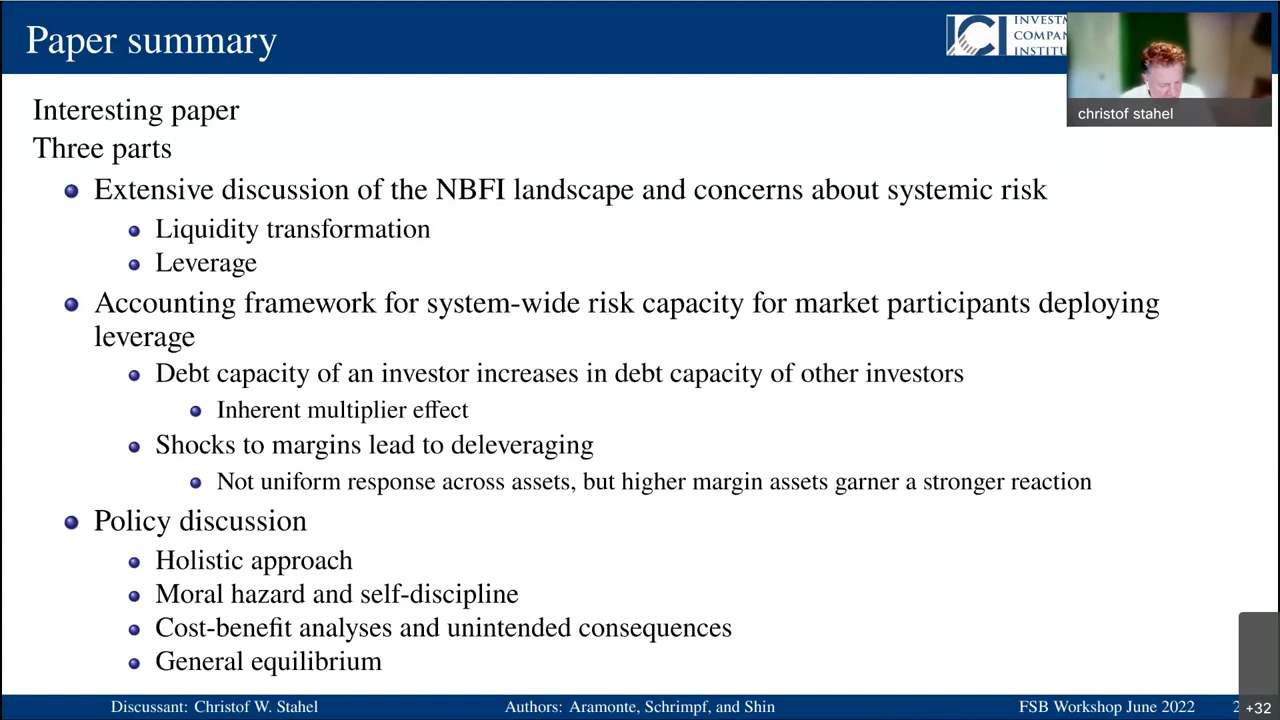 Paper summary
INVESTM
COMPAN
INSTITU
christof stahel
Interesting paper
Three parts
Extensive discussion of the NBFI landscape and concerns about systemic risk
Liquidity transformation
Leverage
Accounting framework for system-wide risk capacity for market participants deploying
leverage
Debt capacity of an investor increases in debt capacity of other investors
Inherent multiplier effect
Shocks to margins lead to deleveraging
Not uniform response across assets, but higher margin assets garner a stronger reaction
Policy discussion
Holistic approach
Moral hazard and self-discipline
Cost-benefit analyses and unintended consequences
General equilibrium
Discussant: Christof W. Stahel
Authors: Aramonte, Schrimpf, and Shin
FSB Workshop June 2022
2
+32